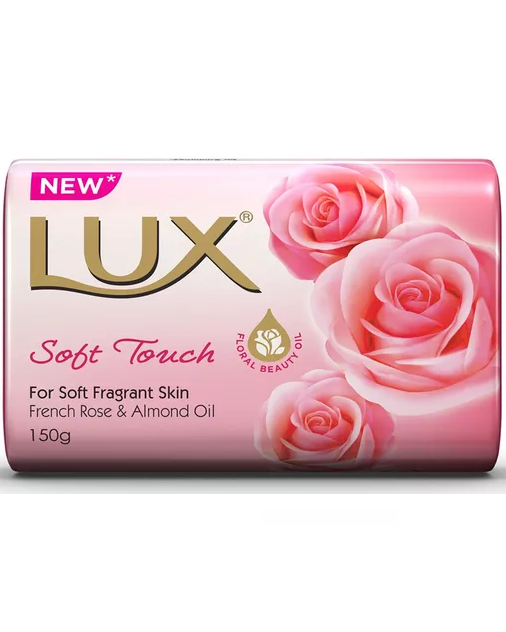 NEW*
LUX®
Soft Touch
FLORAL BEAUTY OIL
For Soft Fragrant Skin
French Rose & Almond Oil
150g